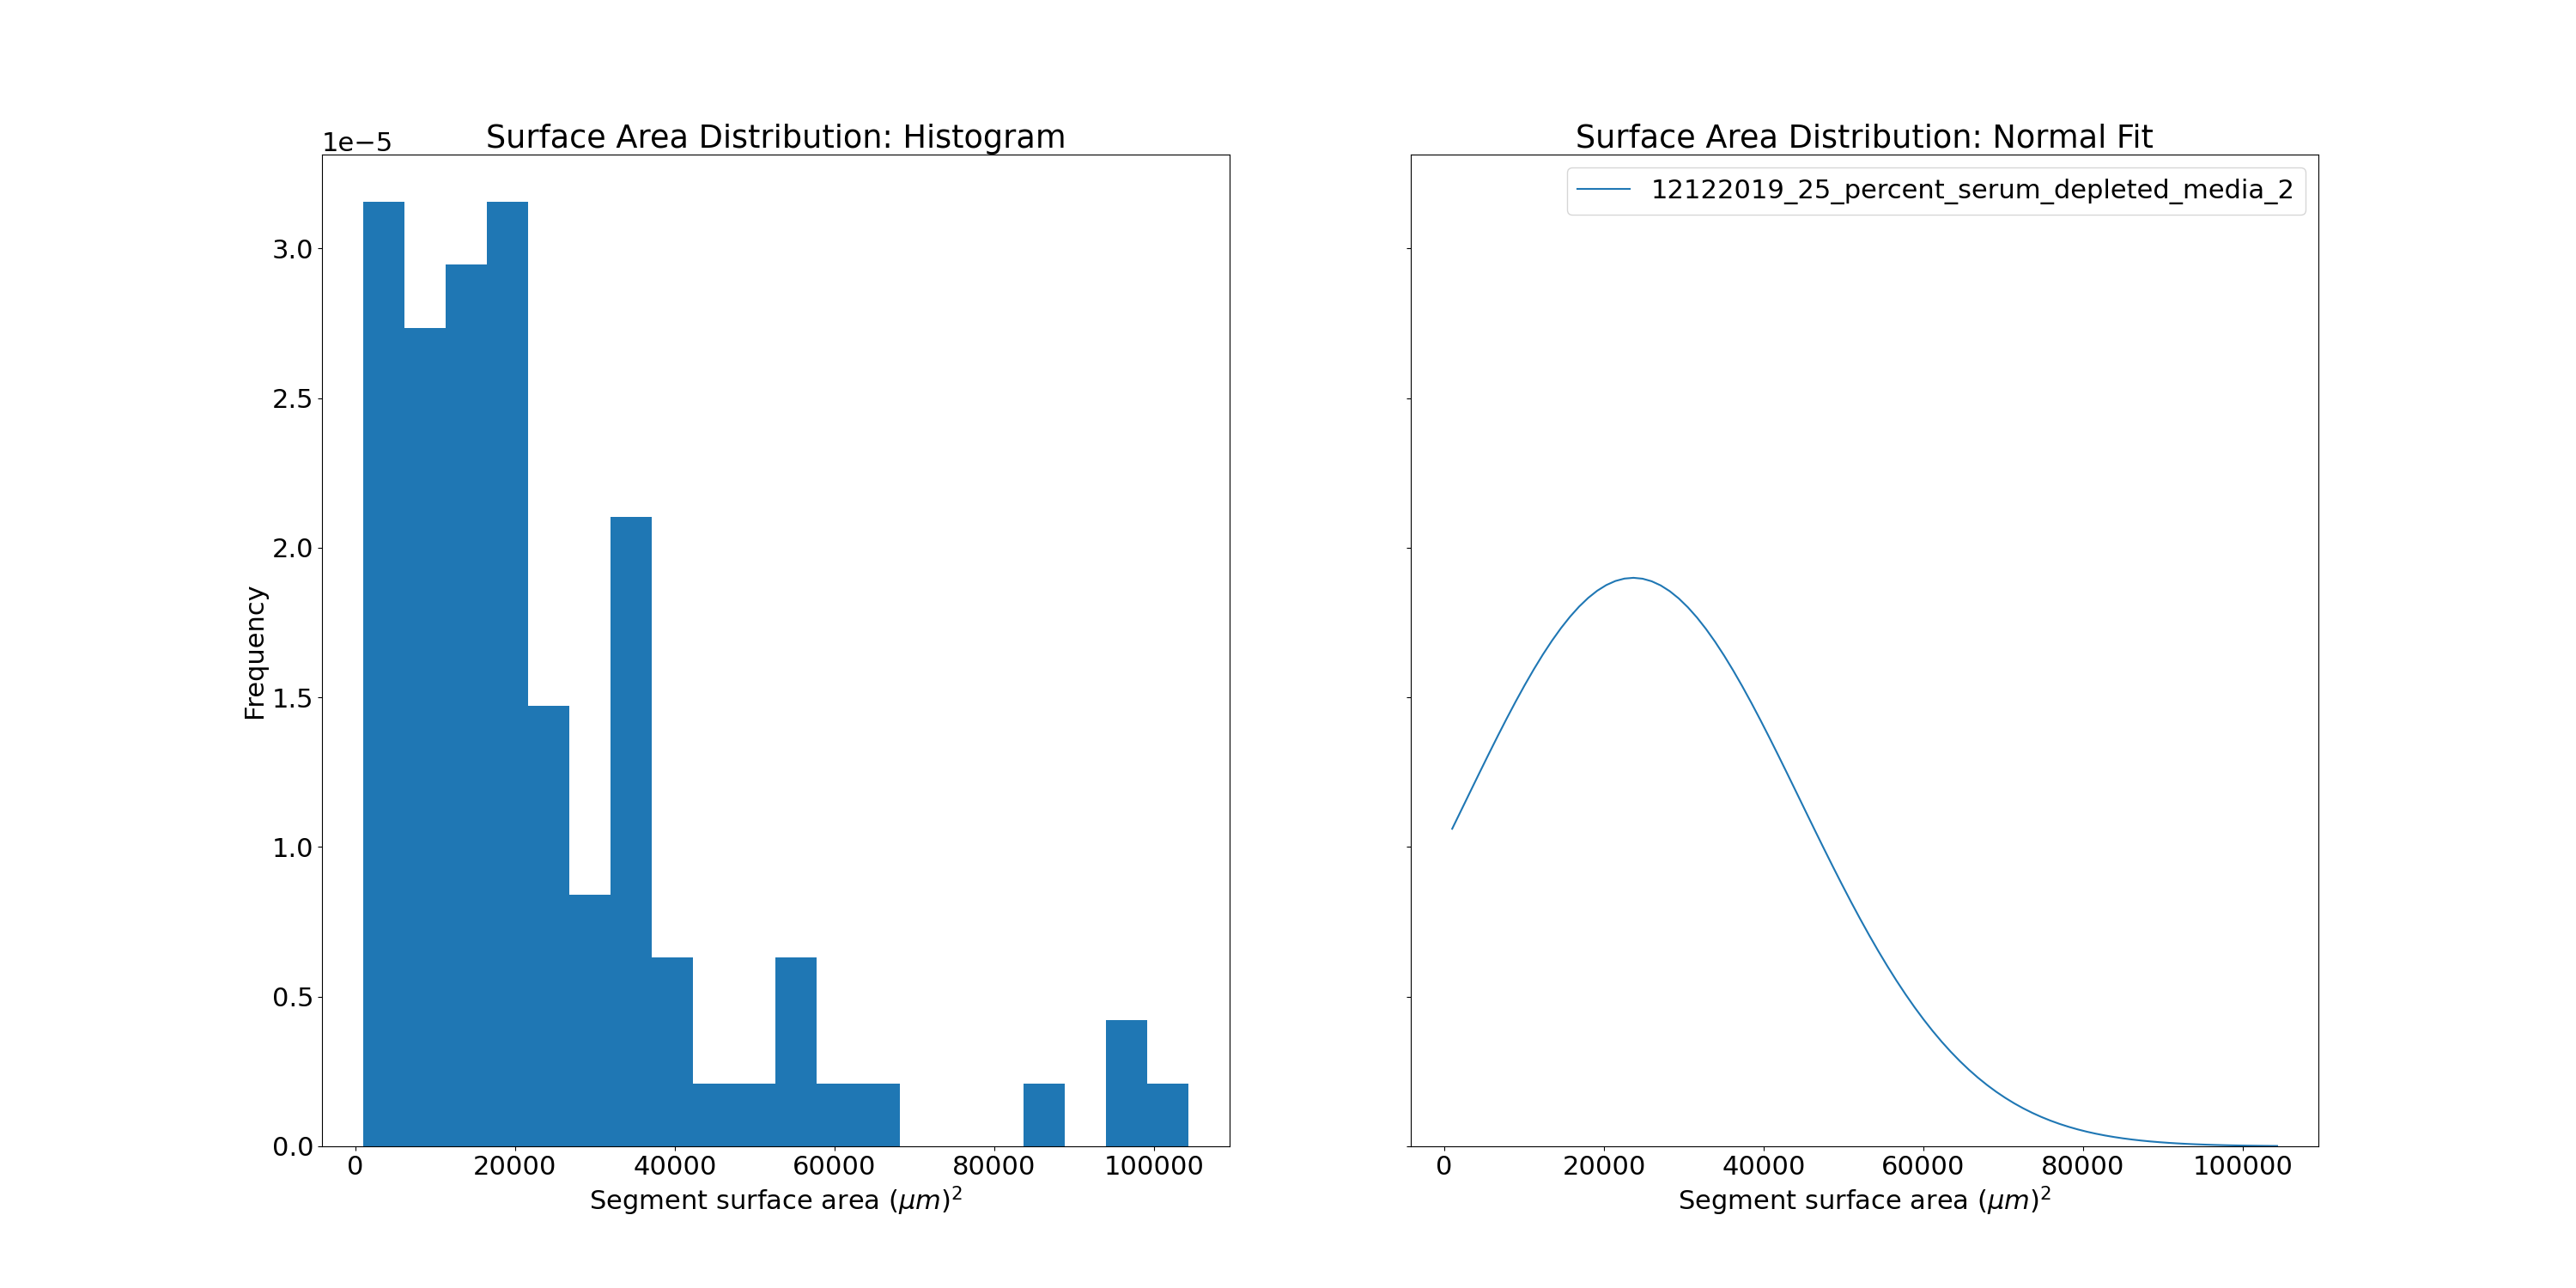 Surface Area Distribution: Histogram
1e−5
3.0
2.5
2.0
1.5
1.0
0.5
0.0
Frequency
0 20000 40000 60000 80000 100000
Segment surface area (μm)²
Surface Area Distribution: Normal Fit
12122019_25_percent_serum_depleted_media_2
0 20000 40000 60000 80000 100000
Segment surface area (μm)²